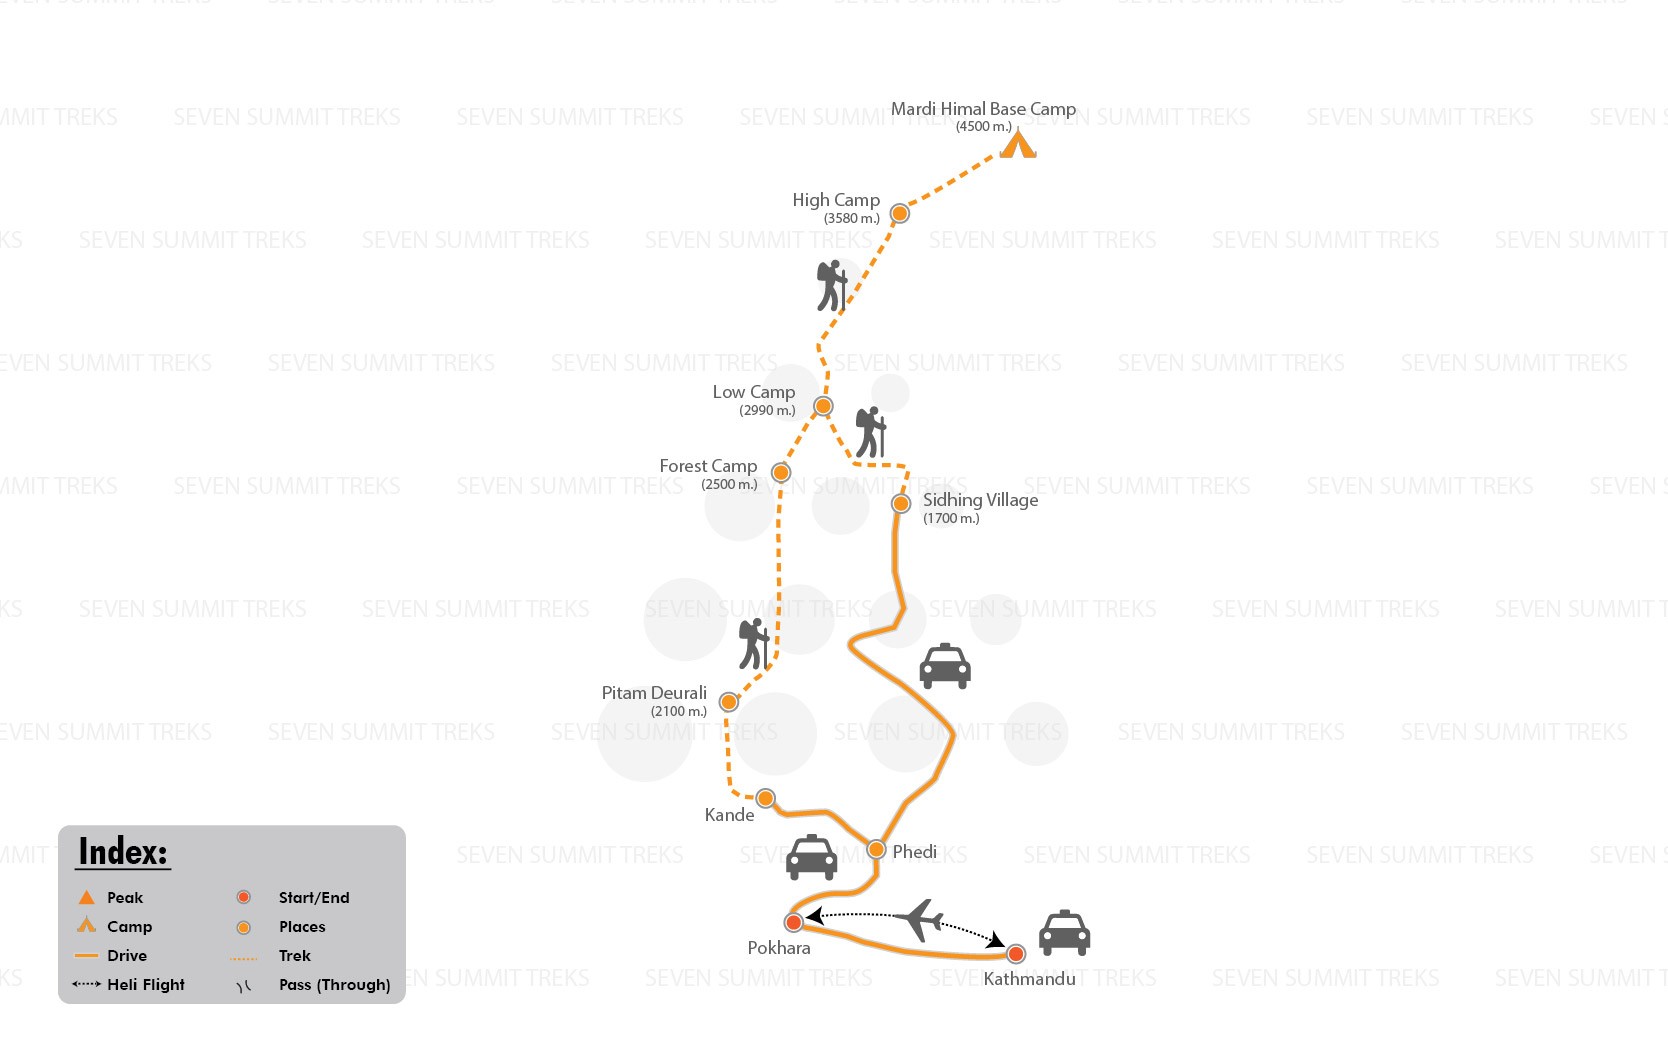 Mardi Himal Base Camp
(4500 m.)
High Camp
(3580 m.)
Low Camp
(2990 m.)
Forest Camp
(2500 m.)
Sidhing Village
(1700 m.)
Pitam Deurali
(2100 m.)
Kande
Phedi
Pokhara
Kathmandu
Index:
Peak
Start/End
Camp
Places
Drive
Trek
Heli Flight
Pass (Through)
SEVEN SUMMIT TREKS